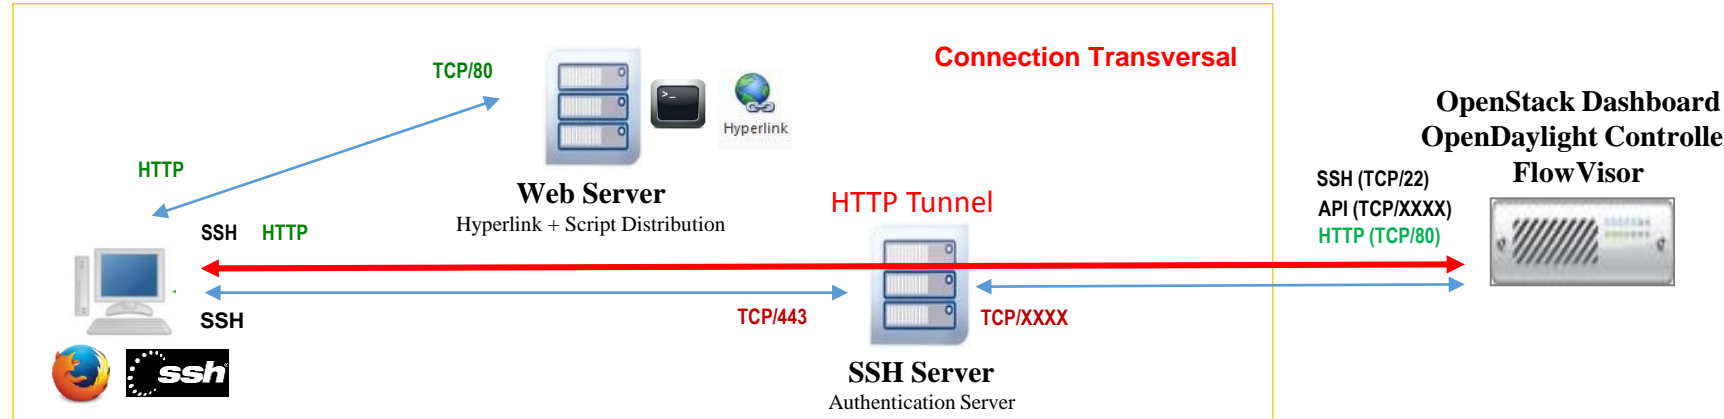 Connection Transversal
TCP/80
>_
Hyperlink
OpenStack Dashboard
OpenDaylight Controlle
FlowVisor
HTTP
Web Server
Hyperlink + Script Distribution
HTTP Tunnel
SSH (TCP/22)
API (TCP/XXXX)
HTTP (TCP/80)
SSH HTTP
SSH
TCP/443
TCP/XXXX
ssh
SSH Server
Authentication Server